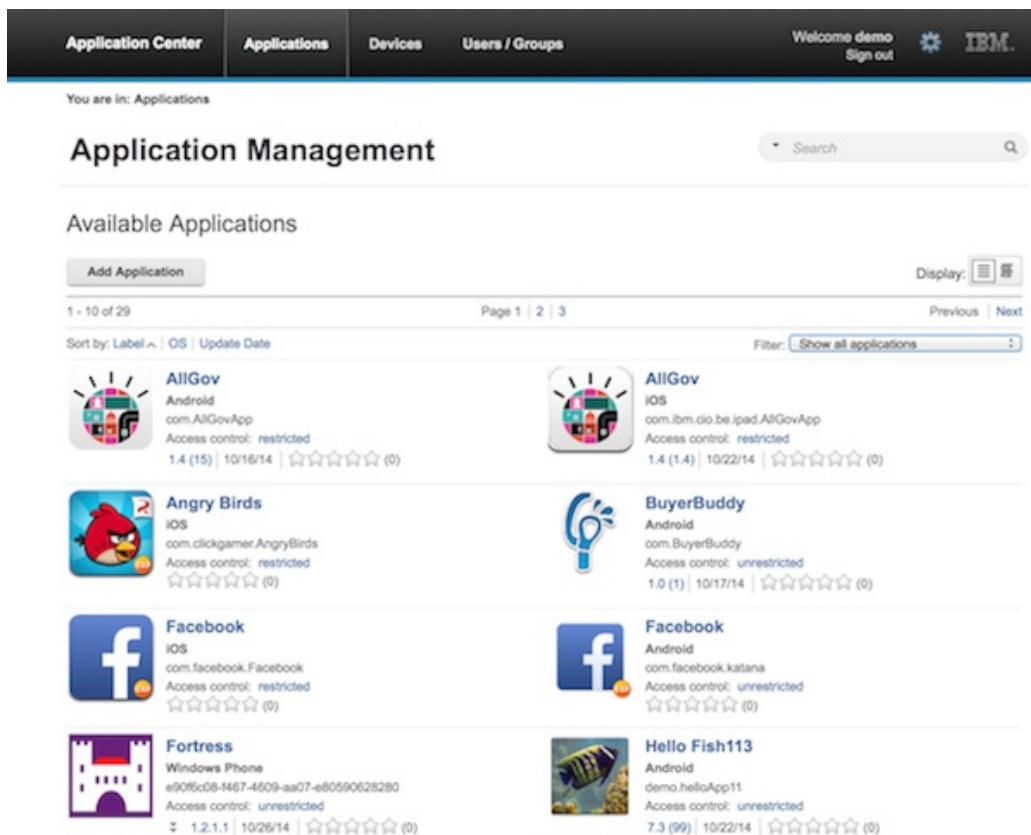 Application Center Applications Devices Users / Groups Welcome demo IBM.
Sign out
You are in: Applications
Application Management Search
Available Applications
Add Application Display:
1 - 10 of 29 Page 1 | 2 | 3 Previous | Next
Sort by: Label | OS | Update Date Filter: Show all applications
AllGov
Android
com.AllGovApp
Access control: restricted
1.4 (15) | 10/16/14 | (0)
AllGov
iOS
com.ibm.cio.be.ipad.AllGovApp
Access control: restricted
1.4 (1.4) | 10/22/14 | (0)
Angry Birds
iOS
com.clickgamer.AngryBirds
Access control: restricted
(0)
BuyerBuddy
Android
com.BuyerBuddy
Access control: unrestricted
1.0 (1) | 10/17/14 | (0)
Facebook
iOS
com.facebook.Facebook
Access control: restricted
(0)
Facebook
Android
com.facebook.katana
Access control: unrestricted
(0)
Fortress
Windows Phone
e90f6c08-f467-4609-aa07-e80590628280
Access control: unrestricted
1.2.1.1 | 10/26/14 | (0)
Hello Fish113
Android
demo.helloApp11
Access control: unrestricted
7.3 (99) | 10/22/14 | (0)